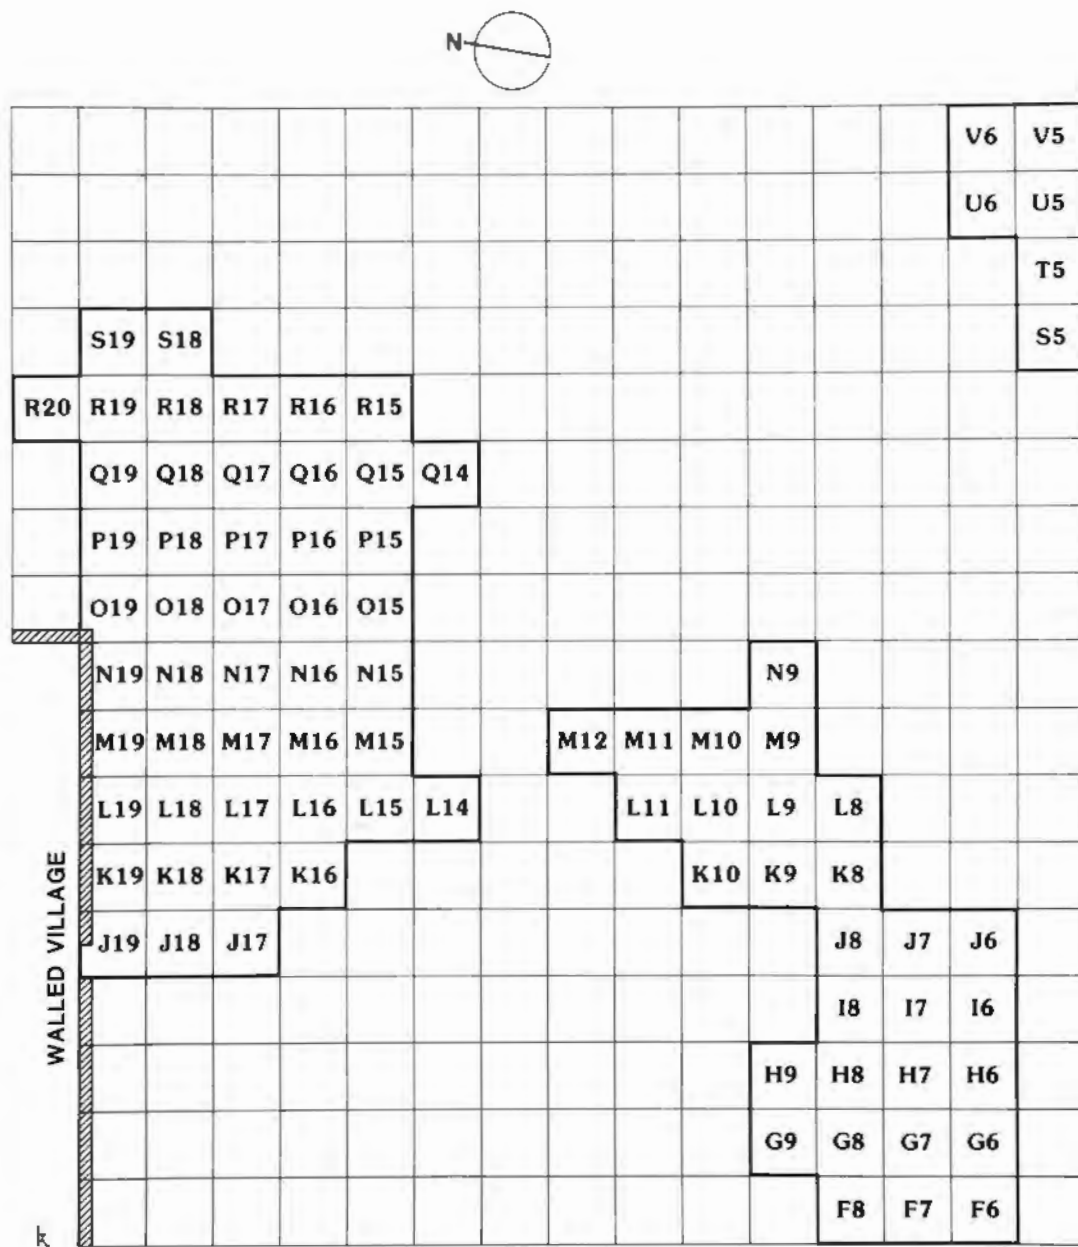 N
V6 V5
U6 U5
T5
S19 S18 S5
R20 R19 R18 R17 R16 R15
Q19 Q18 Q17 Q16 Q15 Q14
P19 P18 P17 P16 P15
O19 O18 O17 O16 O15
N19 N18 N17 N16 N15 N9
M19 M18 M17 M16 M15 M12 M11 M10 M9
L19 L18 L17 L16 L15 L14 L11 L10 L9 L8
K19 K18 K17 K16 K10 K9 K8
J19 J18 J17 J8 J7 J6
I8 I7 I6
H9 H8 H7 H6
G9 G8 G7 G6
F8 F7 F6
WALLED VILLAGE